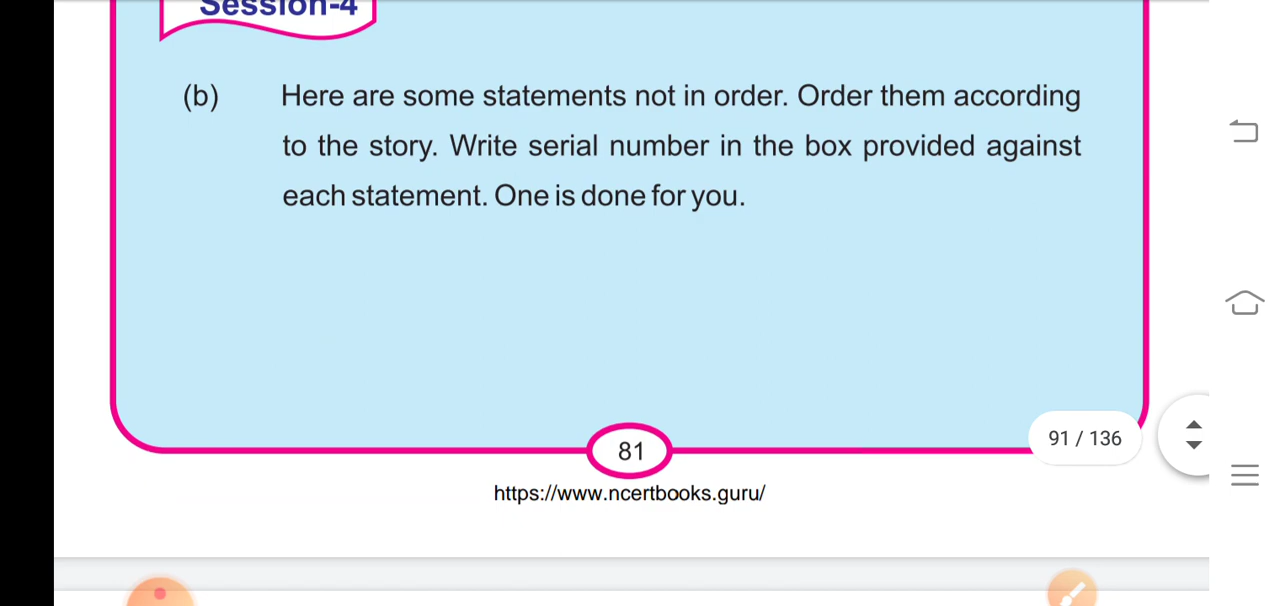 Session-4
(b) Here are some statements not in order. Order them according
to the story. Write serial number in the box provided against
each statement. One is done for you.
91 / 136
81
https://www.ncertbooks.guru/